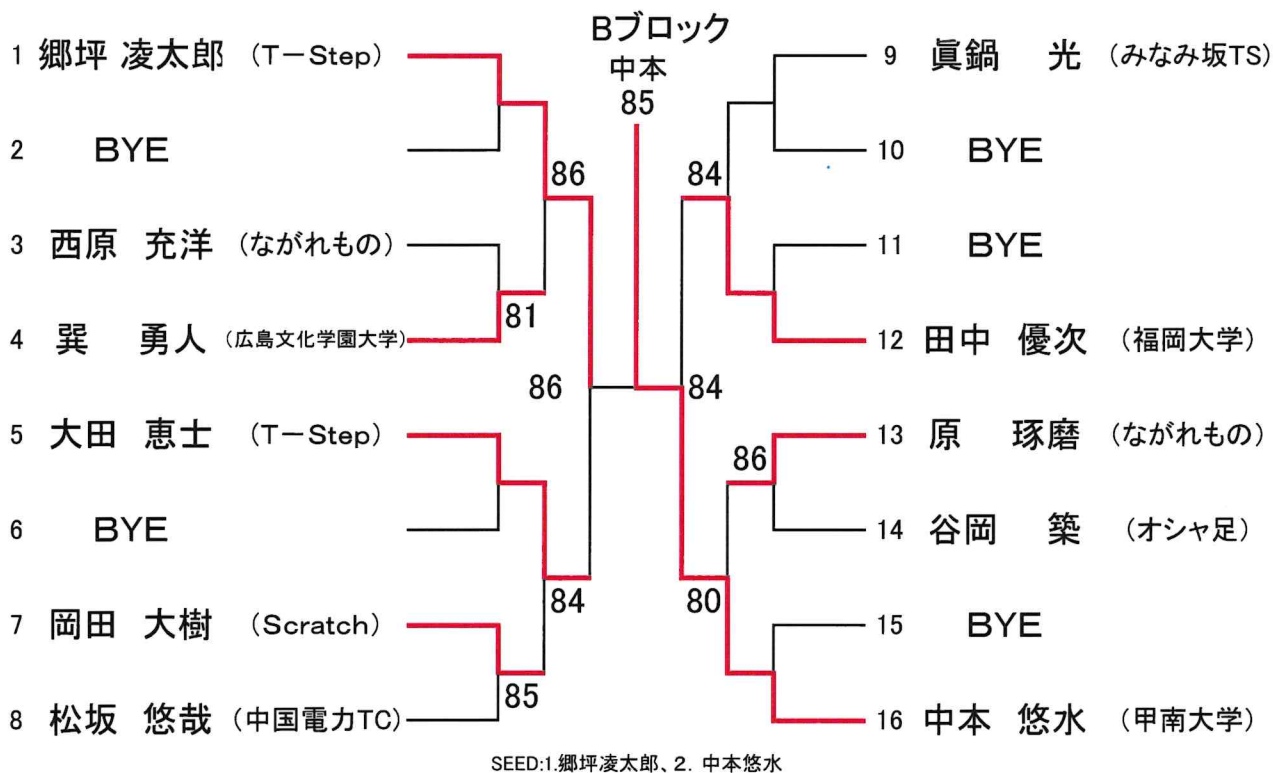 Bブロック
中本
85
1 郷坪 凌太郎 (T-Step)
2 BYE
86
3 西原 充洋 (ながれもの)
81
4 巽 勇人 (広島文化学園大学)
86
5 大田 恵士 (T-Step)
6 BYE
84
7 岡田 大樹 (Scratch)
85
8 松坂 悠哉 (中国電力TC)
9 眞鍋 光 (みなみ坂TS)
10 BYE
84
11 BYE
12 田中 優次 (福岡大学)
84
13 原 琢磨 (ながれもの)
86
14 谷岡 築 (オシャ足)
80
15 BYE
16 中本 悠水 (甲南大学)
SEED:1.郷坪凌太郎、2. 中本悠水